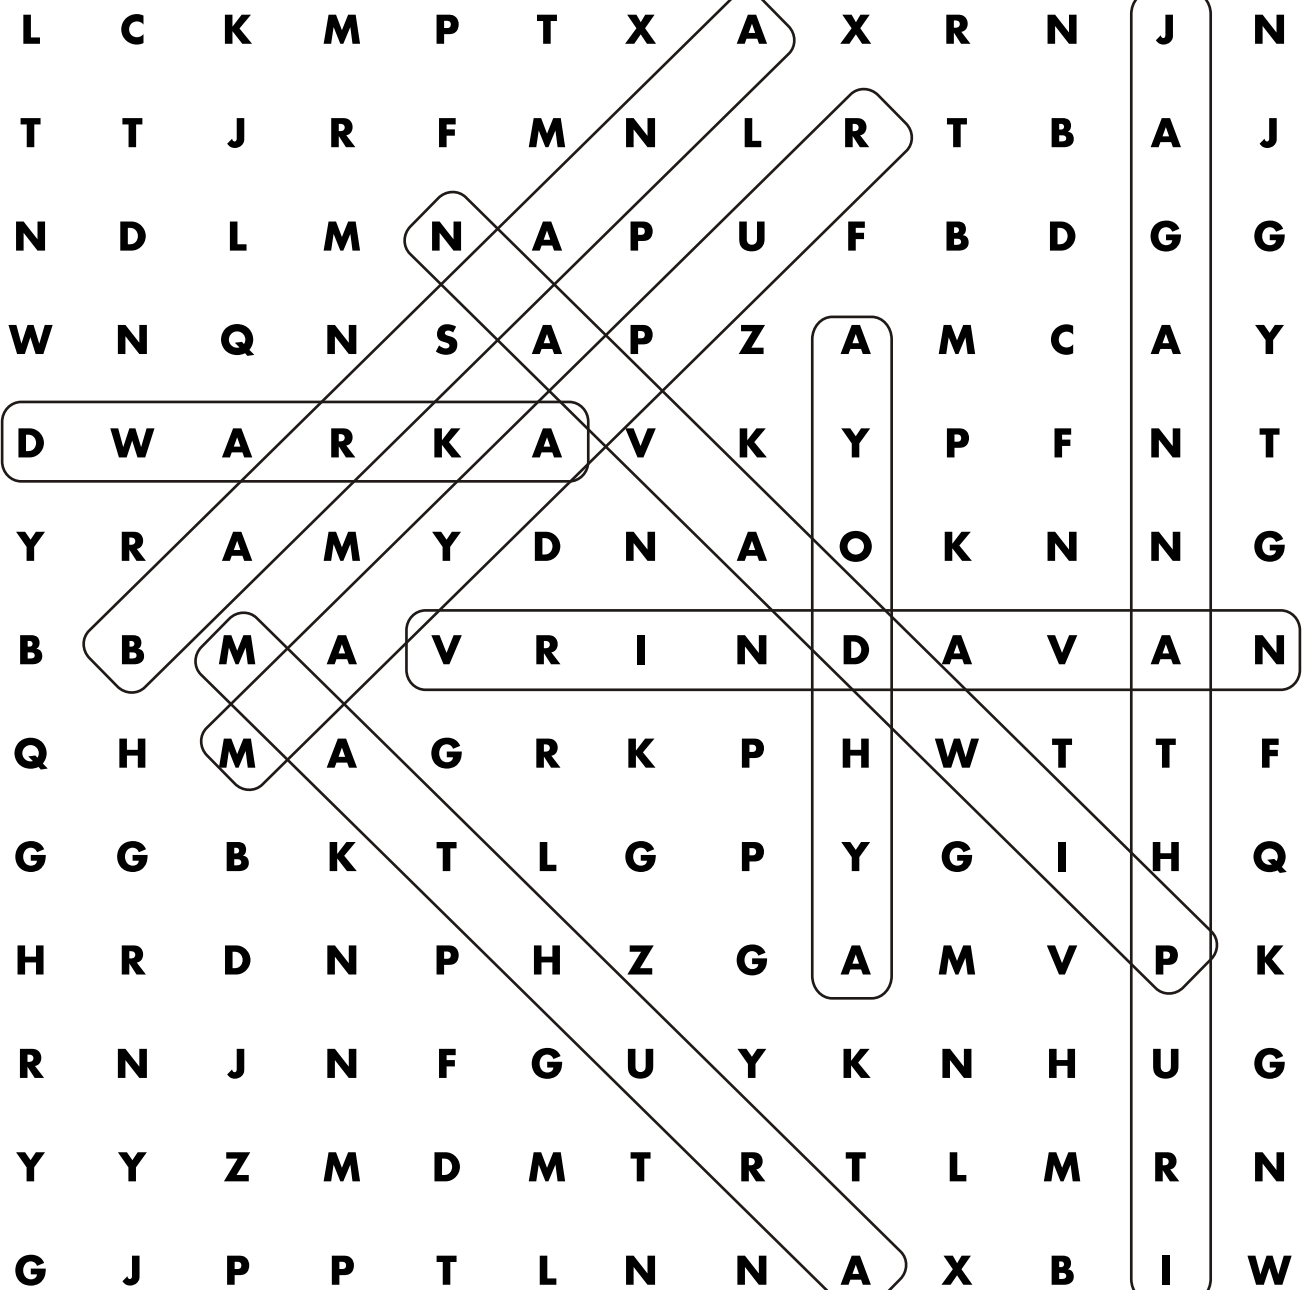 L C K M P T X A X R N J N
T T J R F M N L R T B A J
N D L M N A P U F B D G G
W N Q N S A P Z A M C A Y
D W A R K A V K Y P F N T
Y R A M Y D N A O K N N G
B B M A V R I N D A V A N
Q H M A G R K P H W T T F
G G B K T L G P Y G I H Q
H R D N P H Z G A M V P K
R N J N F G U Y K N H U G
Y Y Z M D M T R T L M R N
G J P P T L N N A X B I W